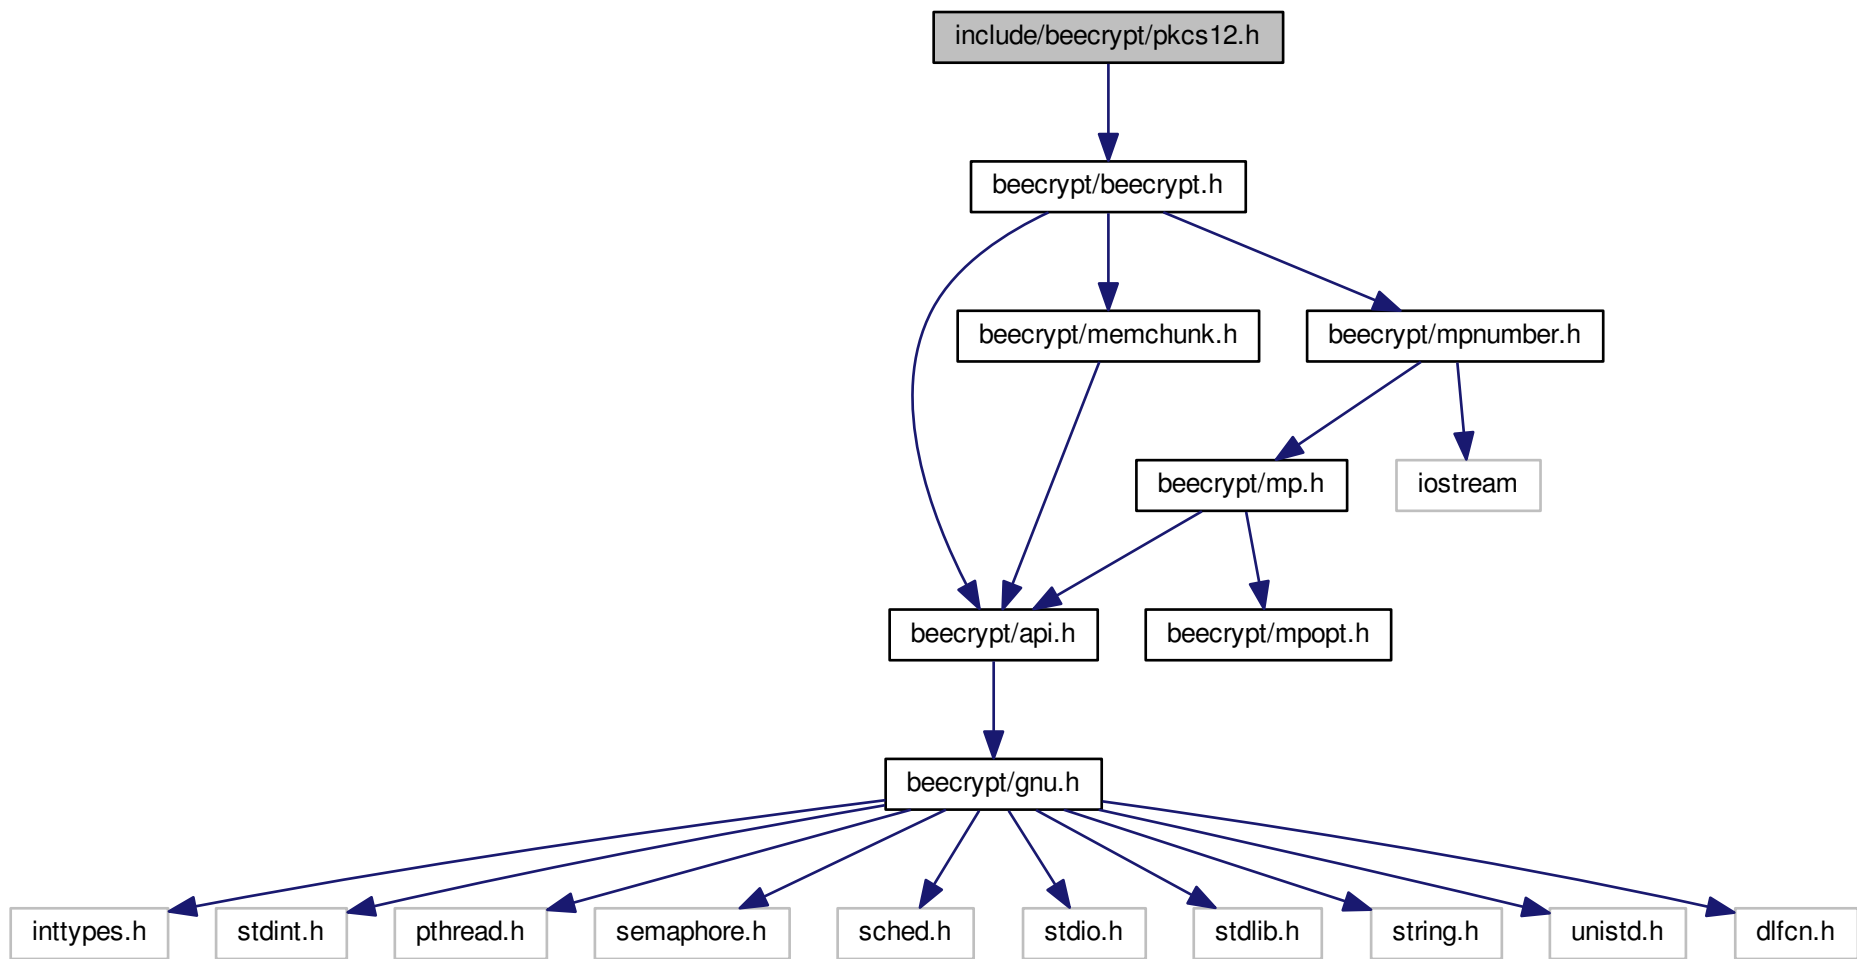 include/beecrypt/pkcs12.h
beecrypt/beecrypt.h
beecrypt/memchunk.h
beecrypt/mpnumber.h
beecrypt/mp.h
iostream
beecrypt/api.h
beecrypt/mpopt.h
beecrypt/gnu.h
inttypes.h
stdint.h
pthread.h
semaphore.h
sched.h
stdio.h
stdlib.h
string.h
unistd.h
dlfcn.h